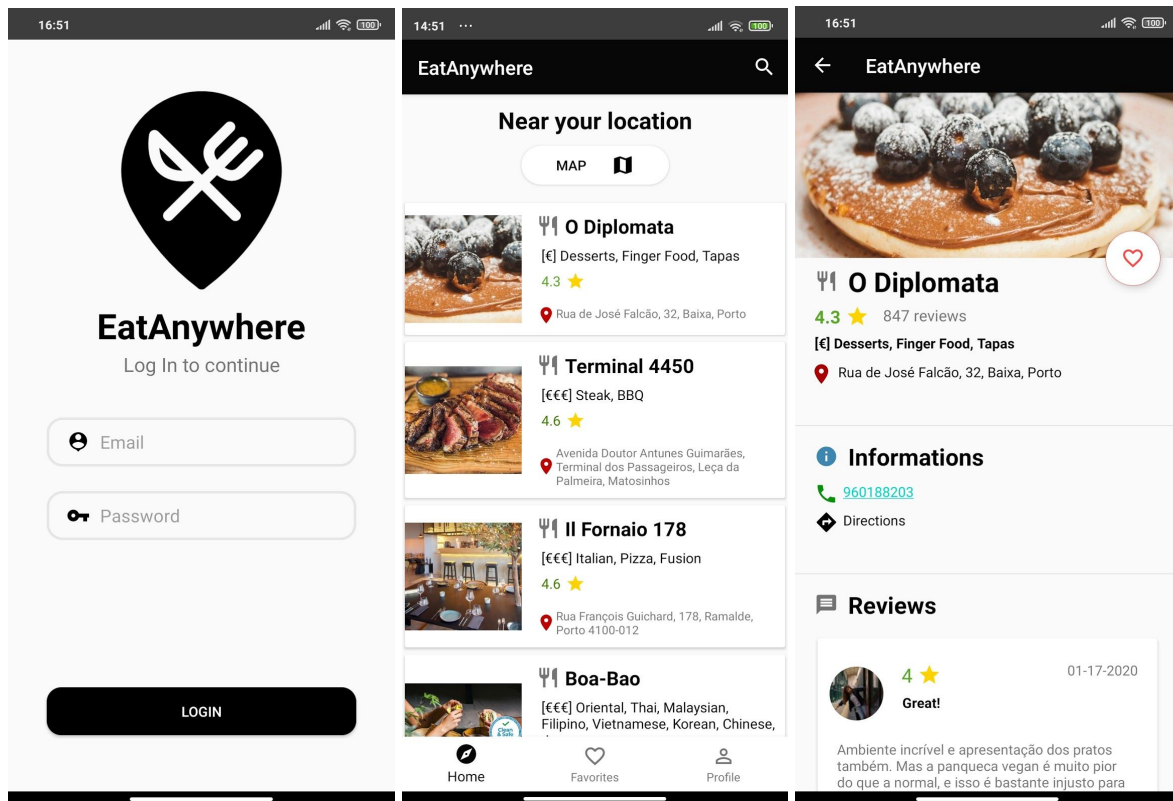 16:51
100
EatAnywhere
Log In to continue
Email
Password
LOGIN
14:51 ...
100
EatAnywhere
Near your location
MAP
O Diplomata
[€] Desserts, Finger Food, Tapas
4.3
Rua de José Falcão, 32, Baixa, Porto
Terminal 4450
[€€€] Steak, BBQ
4.6
Avenida Doutor Antunes Guimarães,
Terminal dos Passageiros, Leça da
Palmeira, Matosinhos
Il Fornaio 178
[€€€] Italian, Pizza, Fusion
4.6
Rua François Guichard, 178, Ramalde,
Porto 4100-012
Boa-Bao
[€€€] Oriental, Thai, Malaysian,
Filipino, Vietnamese, Korean, Chinese,
Clean
& Safe
Home
Favorites
Profile
16:51
100
EatAnywhere
O Diplomata
4.3 847 reviews
[€] Desserts, Finger Food, Tapas
Rua de José Falcão, 32, Baixa, Porto
Informations
960188203
Directions
Reviews
4 01-17-2020
Great!
Ambiente incrível e apresentação dos pratos
também. Mas a panqueca vegan é muito pior
do que a normal, e isso é bastante injusto para